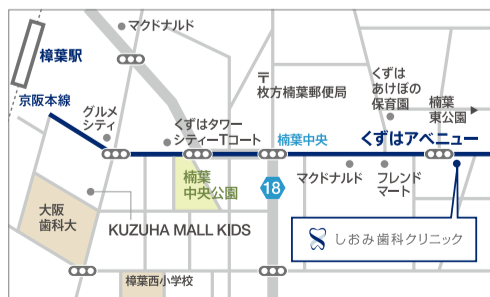 マクドナルド
樟葉駅
京阪本線
グルメ
シティ
くずはタワー
シティーTコート
〒
枚方楠葉郵便局
くずは
あけぼの
保育園
楠葉
東公園
楠葉中央
くずはアベニュー
楠葉
中央公園
18
マクドナルド
フレンド
マート
大阪
歯科大
KUZUHA MALL KIDS
しおみ歯科クリニック
樟葉西小学校